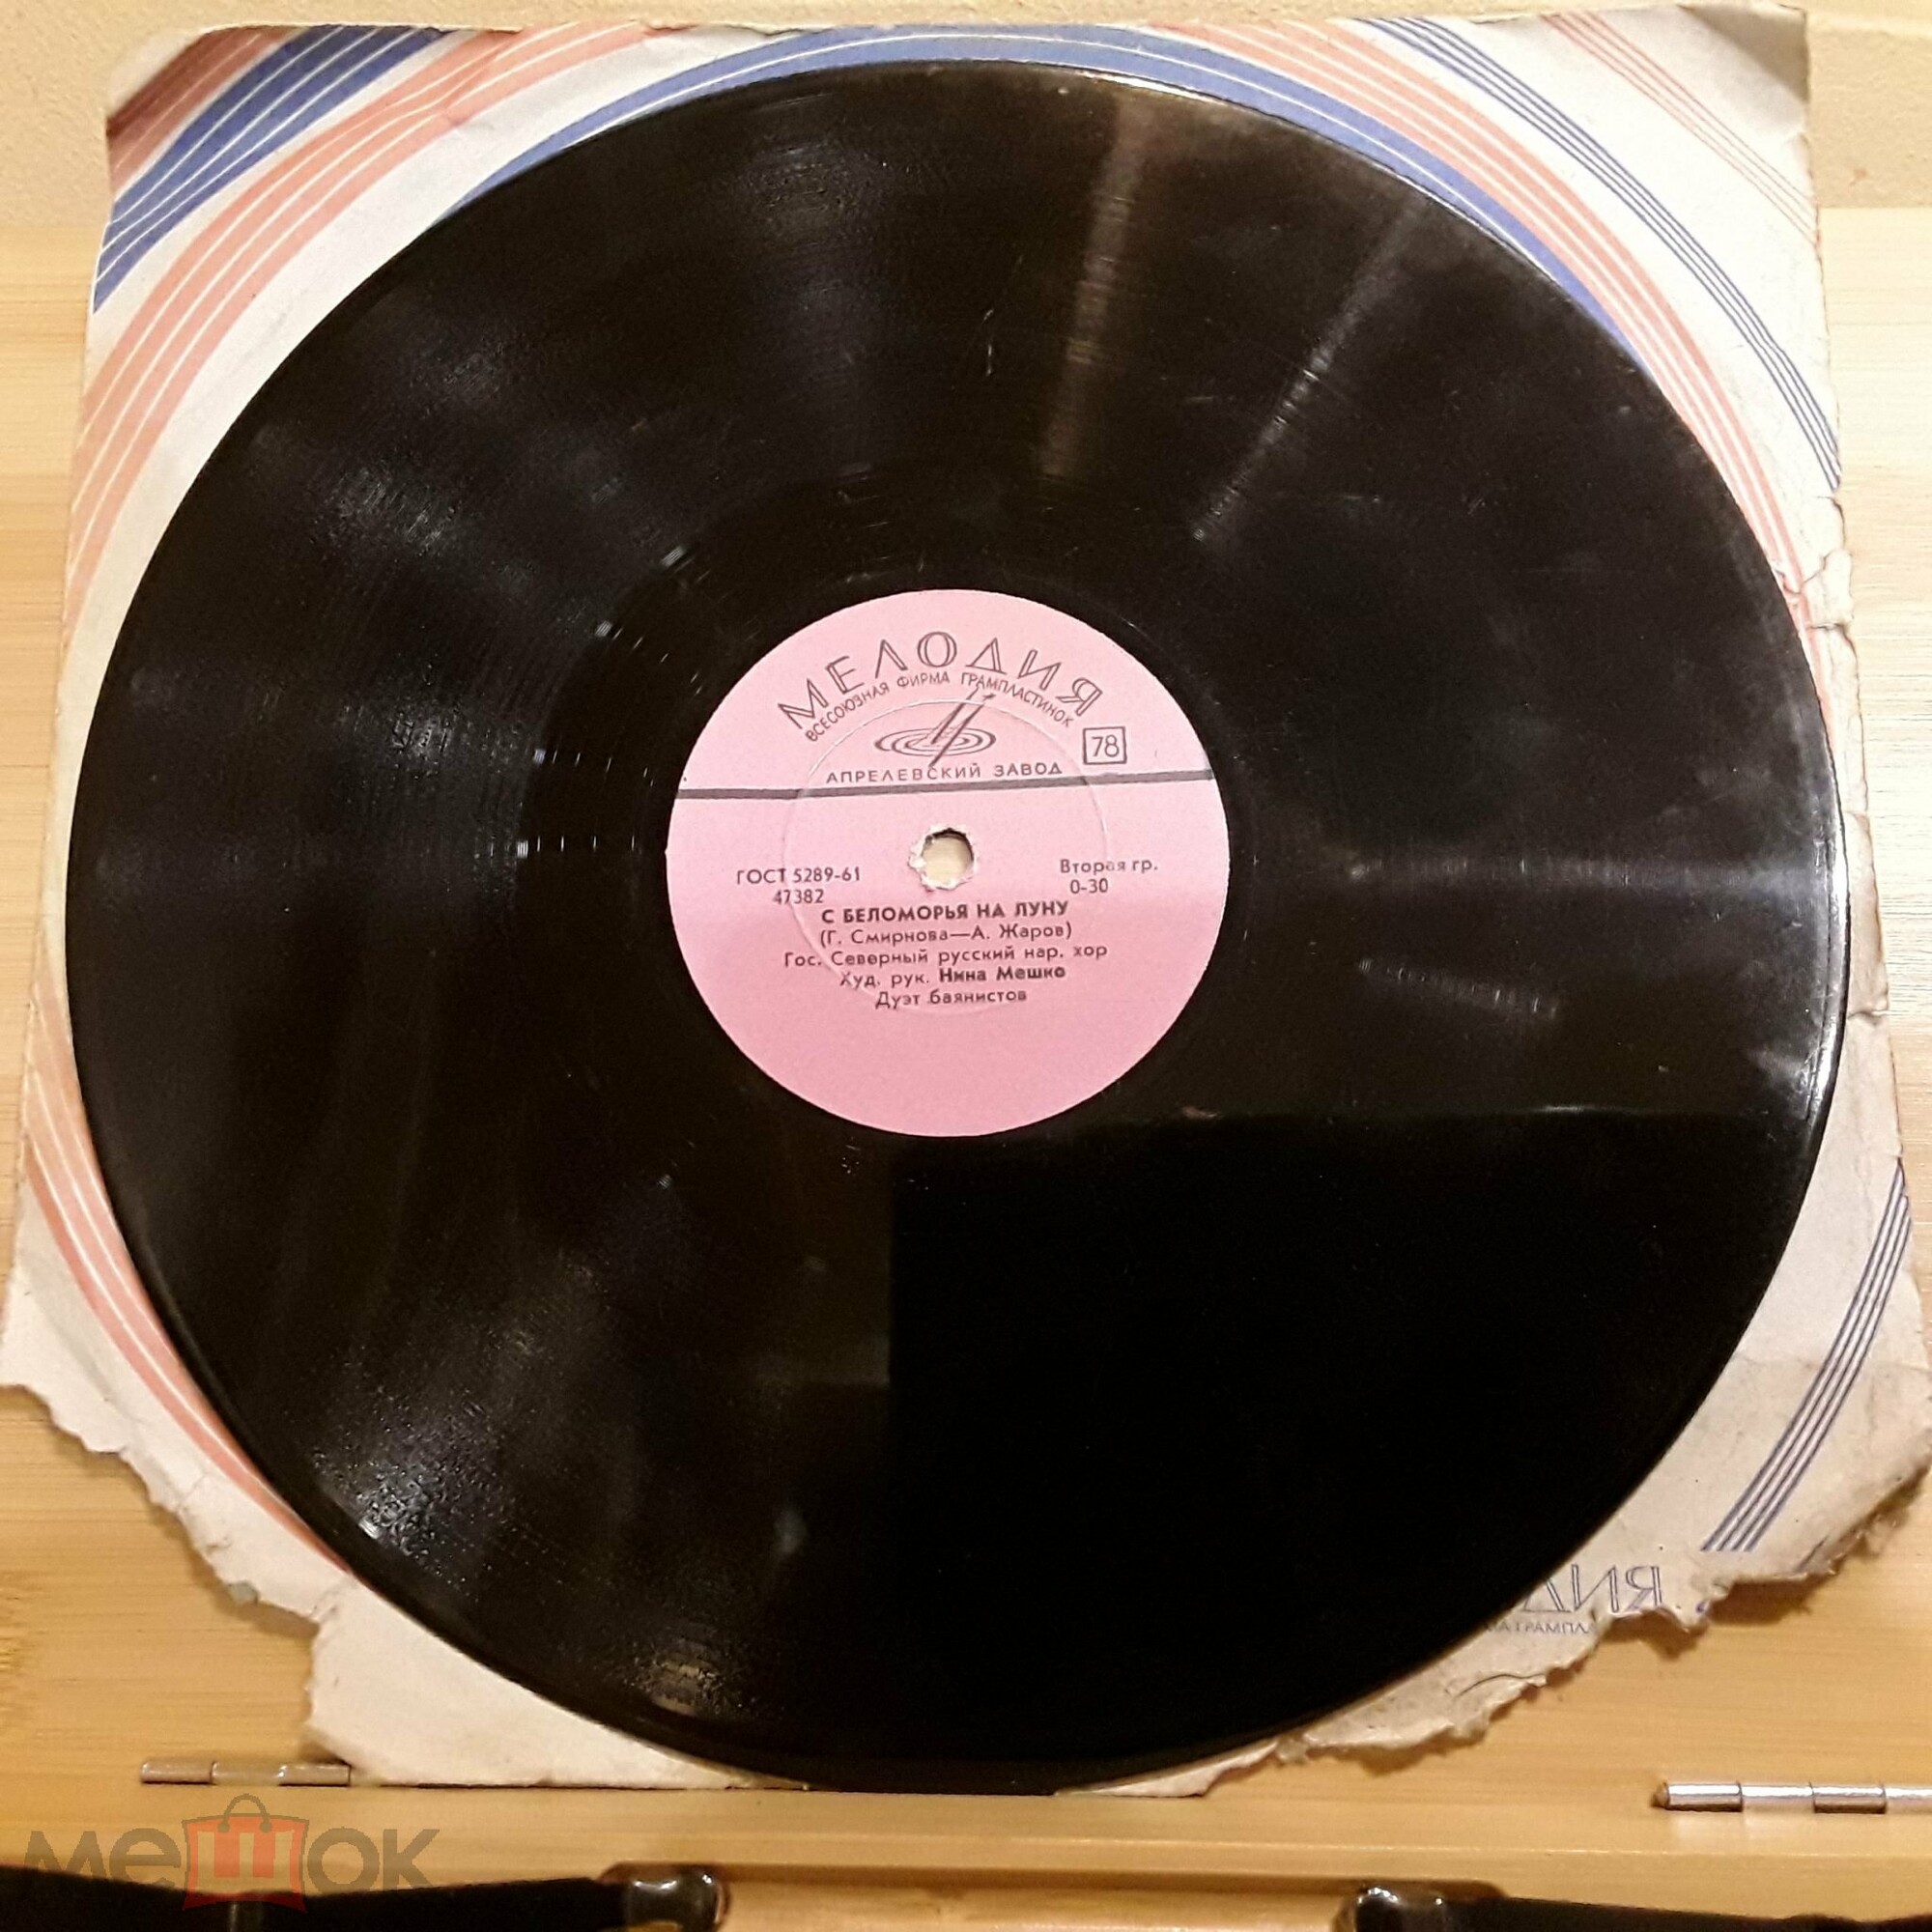 МЕЛОДИЯ
ВСЕСОЮЗНАЯ ФИРМА ГРАМПЛАСТИНОК
78
АПРЕЛЕВСКИЙ ЗАВОД
ГОСТ 5289-61 Вторая гр.
47382 0-30
С БЕЛОМОРЬЯ НА ЛУНУ
(Г. Смирнова—А. Жаров)
Гос. Северный русский нар. хор
Худ. рук. Нина Мешко
Дуэт баянистов
мешок